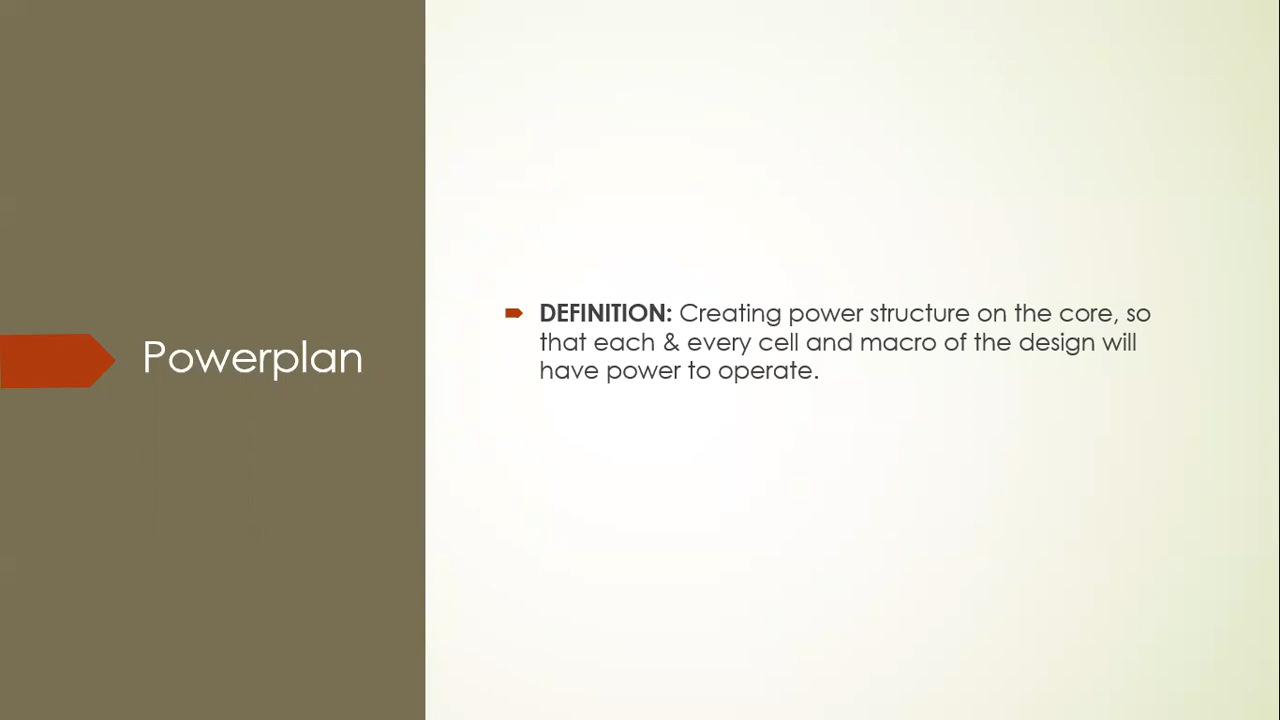 Powerplan
DEFINITION: Creating power structure on the core, so
that each & every cell and macro of the design will
have power to operate.